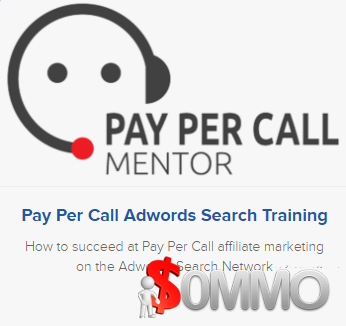 PAY PER CALL
MENTOR
Pay Per Call Adwords Search Training
How to succeed at Pay Per Call affiliate marketing
on the Search Network
$0MMO